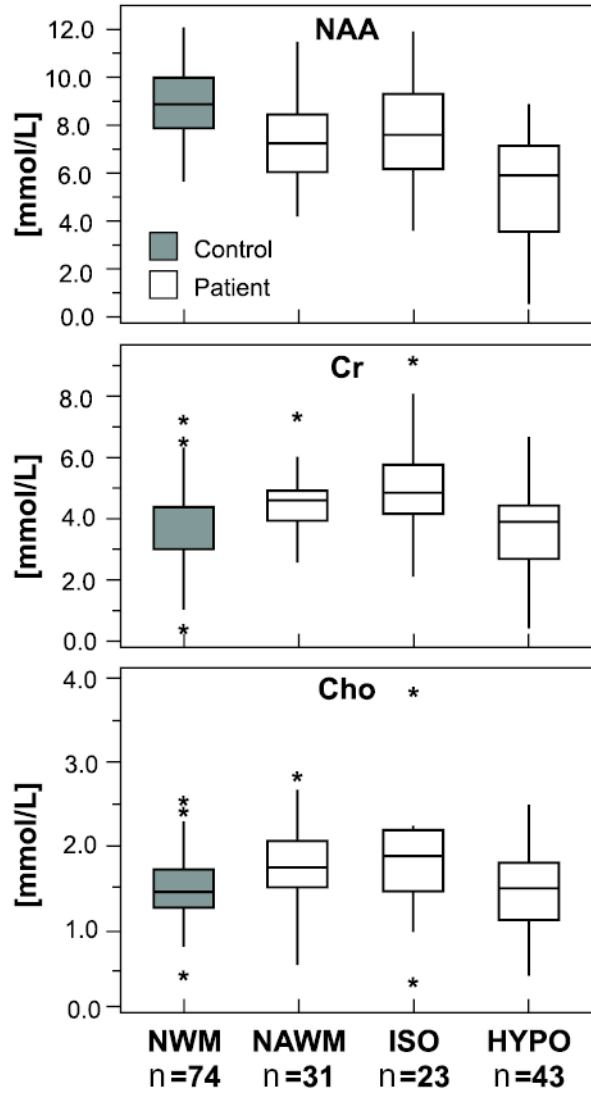 NAA
12.0
10.0
8.0
6.0
4.0
2.0
0.0
[mmol/L]
Control
Patient
Cr
8.0
6.0
4.0
2.0
0.0
[mmol/L]
*
*
*
*
*
Cho
4.0
3.0
2.0
1.0
0.0
[mmol/L]
*
*
*
*
*
*
NWM NAWM ISO HYPO
n=74 n=31 n=23 n=43